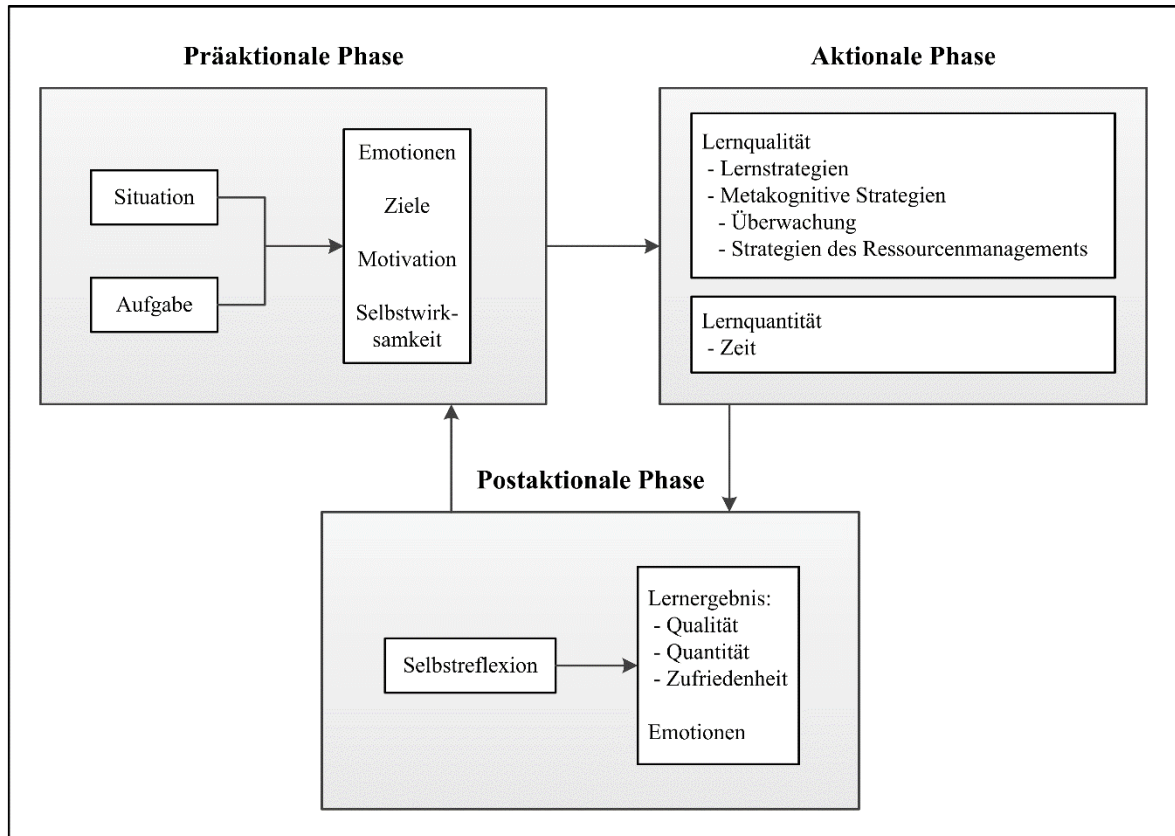 Präaktionale Phase
Situation
Aufgabe
Emotionen
Ziele
Motivation
Selbstwirk-
samkeit
Aktionale Phase
Lernqualität
- Lernstrategien
- Metakognitive Strategien
- Überwachung
- Strategien des Ressourcenmanagements
Lernquantität
- Zeit
Postaktionale Phase
Selbstreflexion
Lernergebnis:
- Qualität
- Quantität
- Zufriedenheit
Emotionen